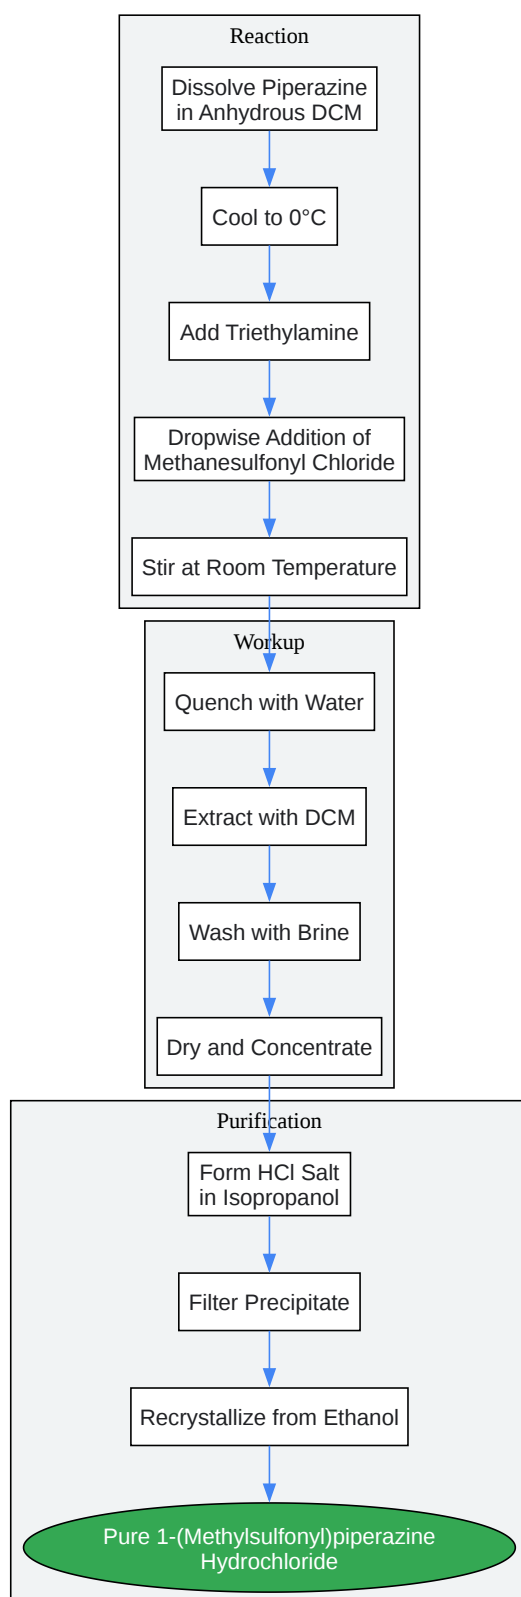 Reaction
Dissolve Piperazine
in Anhydrous DCM
Cool to 0°C
Add Triethylamine
Dropwise Addition of
Methanesulfonyl Chloride
Stir at Room Temperature
Workup
Quench with Water
Extract with DCM
Wash with Brine
Dry and Concentrate
Purification
Form HCl Salt
in Isopropanol
Filter Precipitate
Recrystallize from Ethanol
Pure 1-(Methylsulfonyl)piperazine
Hydrochloride